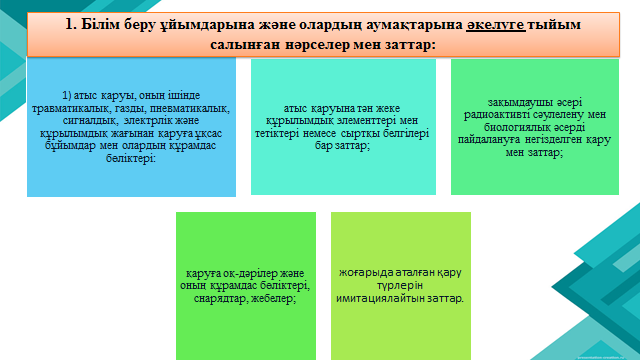 1. Білім беру ұйымдарына және олардың аумақтарына әкелуге тыйым
салынған нәрселер мен заттар:
1) атыс қаруы, оның ішінде
травматикалық, газды, пневматикалық,
сигналдық, электрлік және
құрылымдық жағынан қаруға ұқсас
бұйымдар мен олардың құрамдас
бөліктері:
атыс қаруына тән жеке
құрылымдық элементтері мен
тетіктері немесе сыртқы белгілері
бар заттар;
зақымдаушы әсері
радиоактивті сәулелену мен
биологиялық әсерді
пайдалануға негізделген қару
мен заттар;
қаруға оқ-дәрілер және
оның құрамдас бөліктері,
снарядтар, жебелер;
жоғарыда аталған қару
түрлерін
имитациялайтын заттар.